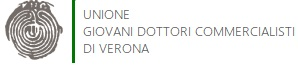 UNIONE
GIOVANI DOTTORI COMMERCIALISTI
DI VERONA